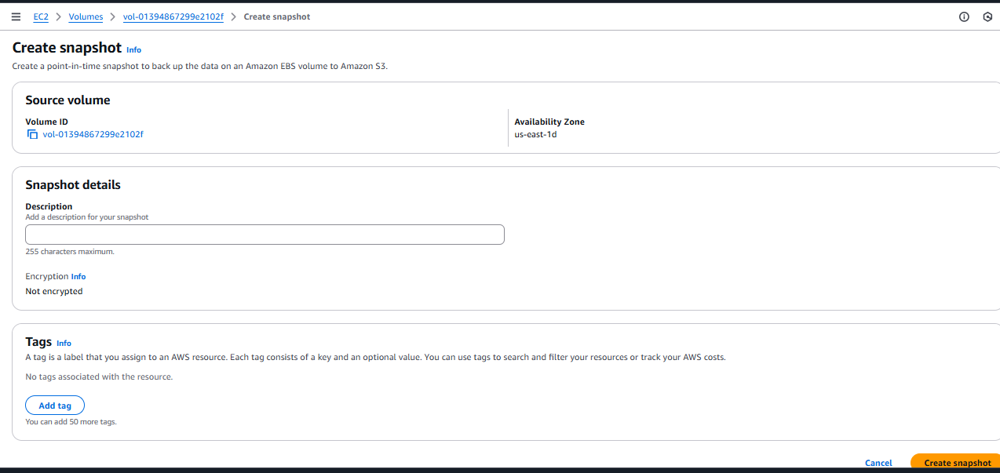 EC2 > Volumes > vol-01394867299e2102f > Create snapshot
Create snapshot Info
Create a point-in-time snapshot to back up the data on an Amazon EBS volume to Amazon S3.
Source volume
Volume ID
vol-01394867299e2102f
Availability Zone
us-east-1d
Snapshot details
Description
Add a description for your snapshot
255 characters maximum.
Encryption Info
Not encrypted
Tags Info
A tag is a label that you assign to an AWS resource. Each tag consists of a key and an optional value. You can use tags to search and filter your resources or track your AWS costs.
No tags associated with the resource.
Add tag
You can add 50 more tags.
Cancel Create snapshot